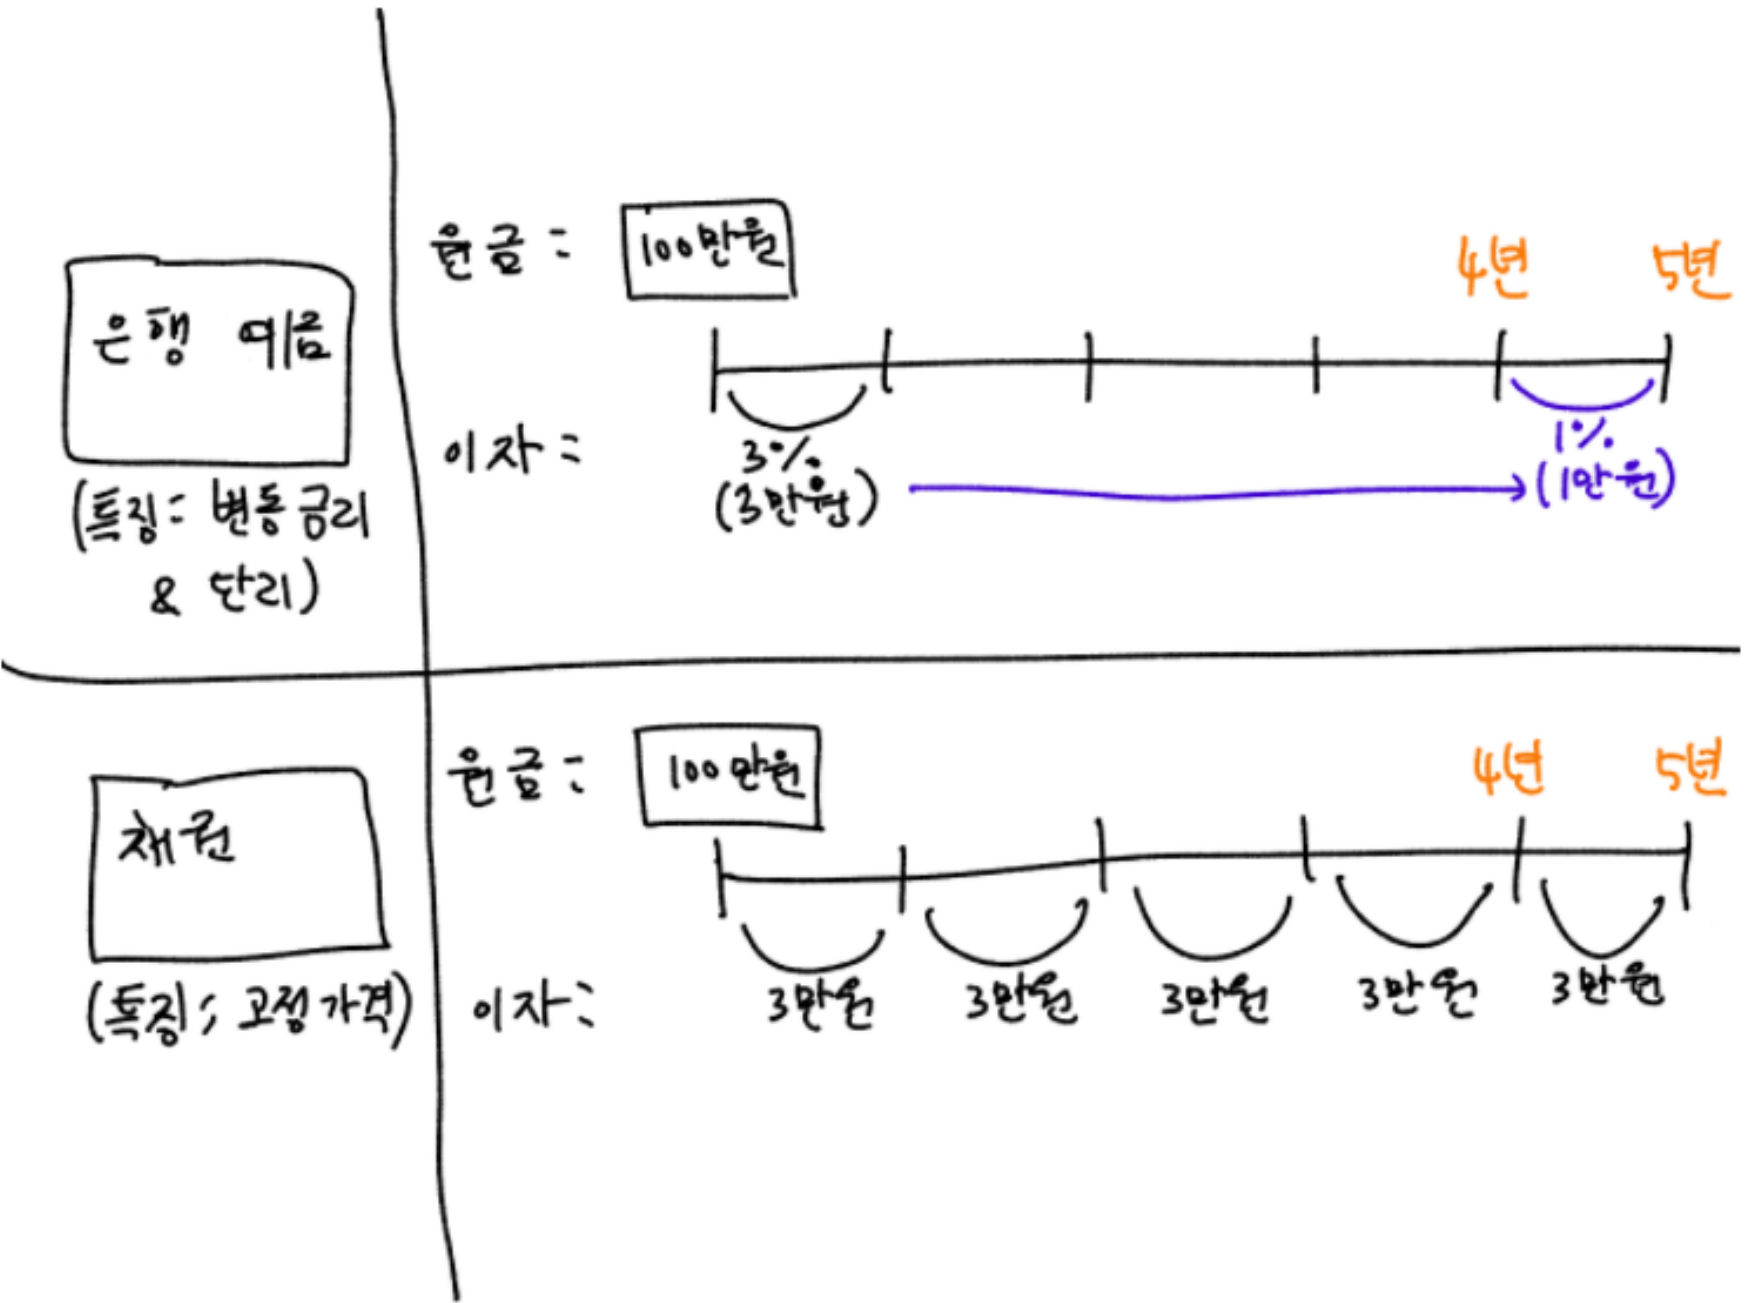 은행 예금
(특징: 변동금리
& 단리)
원금: 100만원
4년 5년
이자: 3% (3만원)
1% (1만원)
채권
(특징: 고정가격)
원금: 100만원
4년 5년
이자: 3만원 3만원 3만원 3만원 3만원